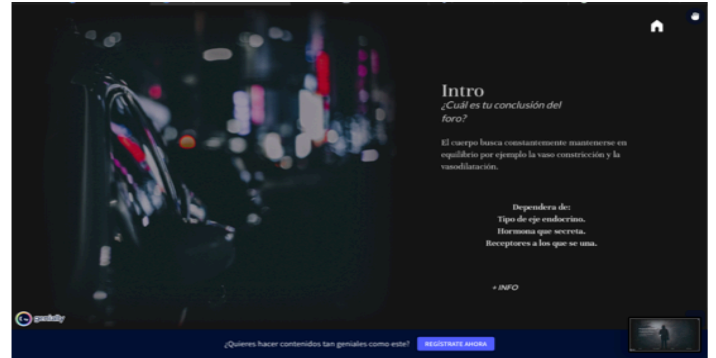 Intro
¿Cuál es tu conclusión del
foro?
El cuerpo busca constantemente mantenerse en
equilibrio por ejemplo la vaso constricción y la
vasodilatación.
Dependera de:
Tipo de eje endocrino.
Hormona que secreta.
Receptores a los que se una.
+ INFO
genially
¿Quieres hacer contenidos tan geniales como este?
REGÍSTRATE AHORA